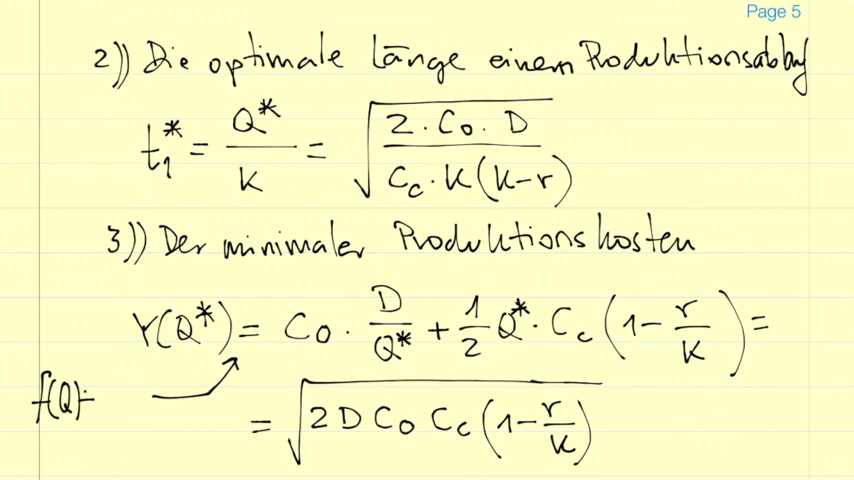 Page 5
2)) Die optimale Länge einem Produktionsablauf
t₁* = Q*/k = √(2 · C₀ · D / (C_c · k(k-r)))
3)) Der minimaler Produktionskosten
Y(Q*) = C₀ · D/Q* + 1/2 Q* · C_c (1 - r/k) =
f(Q)
= √(2 D C₀ C_c (1 - r/k))